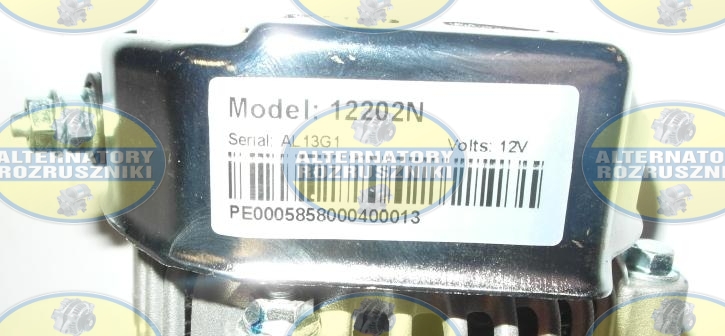 Model: 12202N
Serial: AL13G1 Volts: 12V
PE0005858000400013
ALTERNATORY ROZRUSZNIKI
ALTERNATORY ROZRUSZNIKI
ALTERNATORY ROZRUSZNIKI